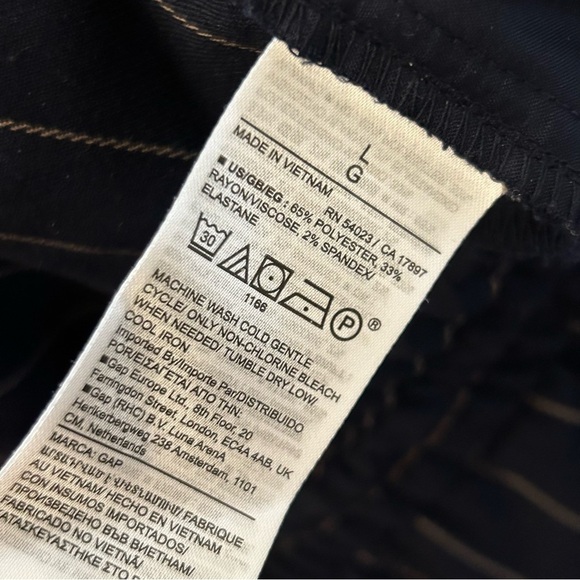 L
G
MADE IN VIETNAM
RN 54023 / CA 17897
■ US/GB/EG : 65% POLYESTER, 33%
RAYON/VISCOSE, 2% SPANDEX/
ELASTANE
30 P ®
1166
MACHINE WASH COLD GENTLE
CYCLE/ ONLY NON-CHLORINE BLEACH
WHEN NEEDED/ TUMBLE DRY LOW/
COOL IRON
Imported By/Importe Par/DISTRIBUIDO
POR/ΕΙΣΑΓΕΤΑΙ ΑΠΟ ΤΗΝ:
■Gap Europe Ltd, 8th Floor, 20
Farringdon Street, London, EC4A 4AB, UK
■Gap (RHC) B.V. Luna ArenA
Herikerbergweg 238 Amsterdam, 1101
CM. Netherlands
MARCA: GAP
ԱՐՏԱԴՐՎԱԾ Է ՎԻԵՏՆԱՄՈՒՄ/ FABRIQUE
AU VIETNAM/ HECHO EN VIETNAM
CON INSUMOS IMPORTADOS/
ПРОИЗВЕДЕНО ВЪВ ВИЕТНАМ/
FABRICADO NO VIETNÃ/
ΚΑΤΑΣΚΕΥΑΣΤΗΚΕ ΣΤΟ